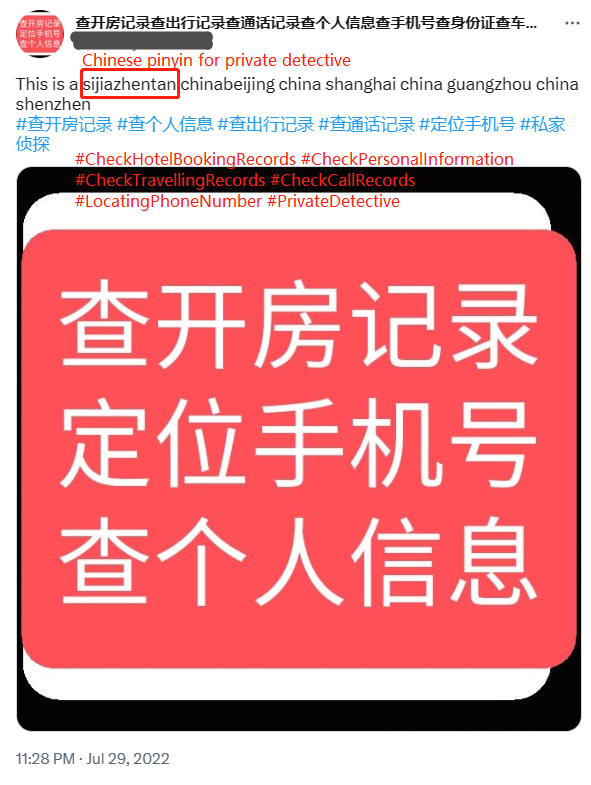 查开房记录
定位手机号
查个人信息
查开房记录查出行记录查通话记录查个人信息查手机号查身份证查车...
Chinese pinyin for private detective
This is a sijiazhentan chinabeijing china shanghai china guangzhou china
shenzhen
#查开房记录 #查个人信息 #查出行记录 #查通话记录 #定位手机号 #私家
侦探
#CheckHotelBookingRecords #CheckPersonalInformation
#CheckTravellingRecords #CheckCallRecords
#LocatingPhoneNumber #PrivateDetective
查开房记录
定位手机号
查个人信息
11:28 PM · Jul 29, 2022